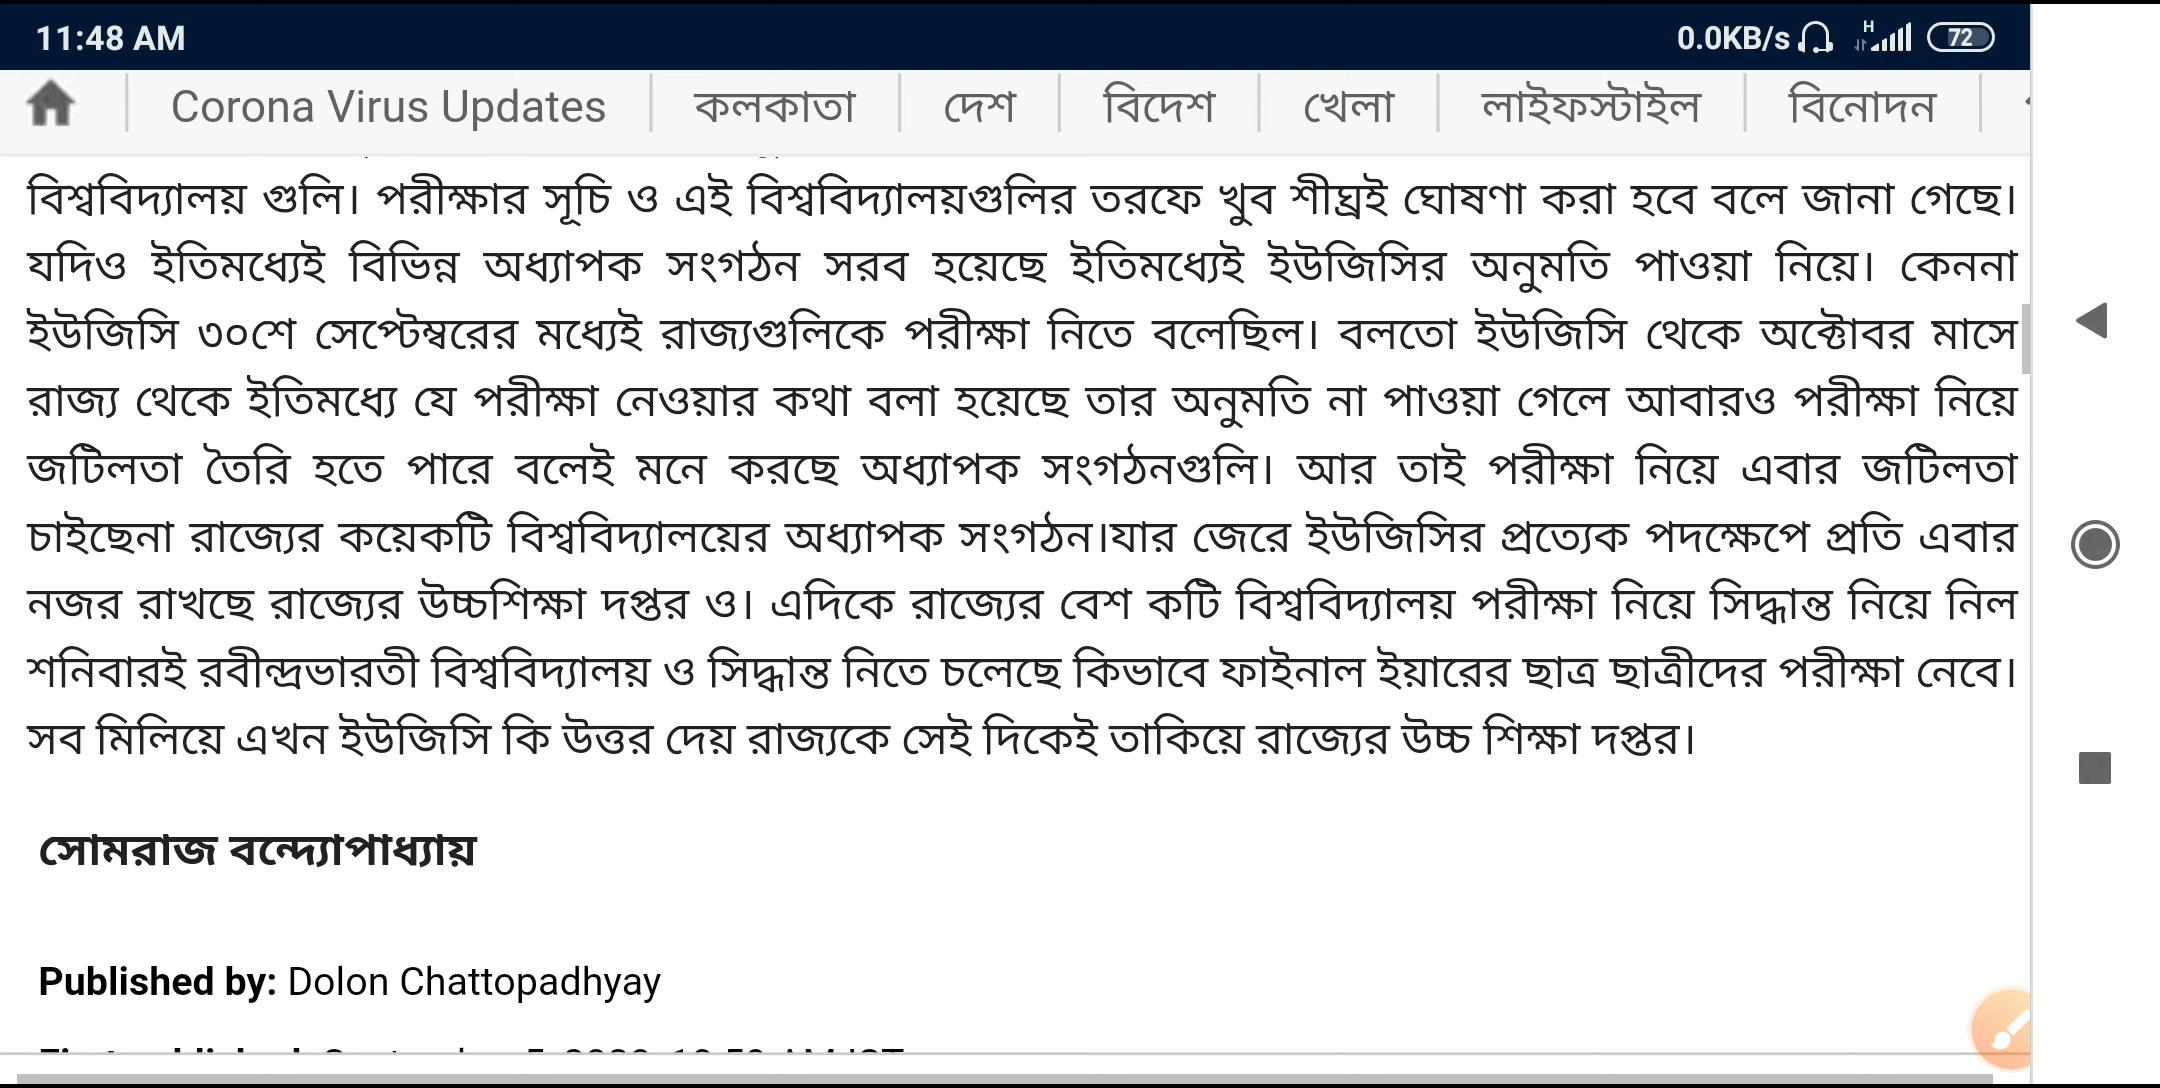 11:48 AM
0.0KB/s H 72
Corona Virus Updates কলকাতা দেশ বিদেশ খেলা লাইফস্টাইল বিনোদন
বিশ্ববিদ্যালয় গুলি। পরীক্ষার সূচি ও এই বিশ্ববিদ্যালয়গুলির তরফে খুব শীঘ্রই ঘোষণা করা হবে বলে জানা গেছে।
যদিও ইতিমধ্যেই বিভিন্ন অধ্যাপক সংগঠন সরব হয়েছে ইতিমধ্যেই ইউজিসির অনুমতি পাওয়া নিয়ে। কেননা
ইউজিসি ৩০শে সেপ্টেম্বরের মধ্যেই রাজ্যগুলিকে পরীক্ষা নিতে বলেছিল। বলতো ইউজিসি থেকে অক্টোবর মাসে
রাজ্য থেকে ইতিমধ্যে যে পরীক্ষা নেওয়ার কথা বলা হয়েছে তার অনুমতি না পাওয়া গেলে আবারও পরীক্ষা নিয়ে
জটিলতা তৈরি হতে পারে বলেই মনে করছে অধ্যাপক সংগঠনগুলি। আর তাই পরীক্ষা নিয়ে এবার জটিলতা
চাইছেনা রাজ্যের কয়েকটি বিশ্ববিদ্যালয়ের অধ্যাপক সংগঠন।যার জেরে ইউজিসির প্রত্যেক পদক্ষেপে প্রতি এবার
নজর রাখছে রাজ্যের উচ্চশিক্ষা দপ্তর ও। এদিকে রাজ্যের বেশ কটি বিশ্ববিদ্যালয় পরীক্ষা নিয়ে সিদ্ধান্ত নিয়ে নিল
শনিবারই রবীন্দ্রভারতী বিশ্ববিদ্যালয় ও সিদ্ধান্ত নিতে চলেছে কিভাবে ফাইনাল ইয়ারের ছাত্র ছাত্রীদের পরীক্ষা নেবে।
সব মিলিয়ে এখন ইউজিসি কি উত্তর দেয় রাজ্যকে সেই দিকেই তাকিয়ে রাজ্যের উচ্চ শিক্ষা দপ্তর।
সোমরাজ বন্দ্যোপাধ্যায়
Published by: Dolon Chattopadhyay